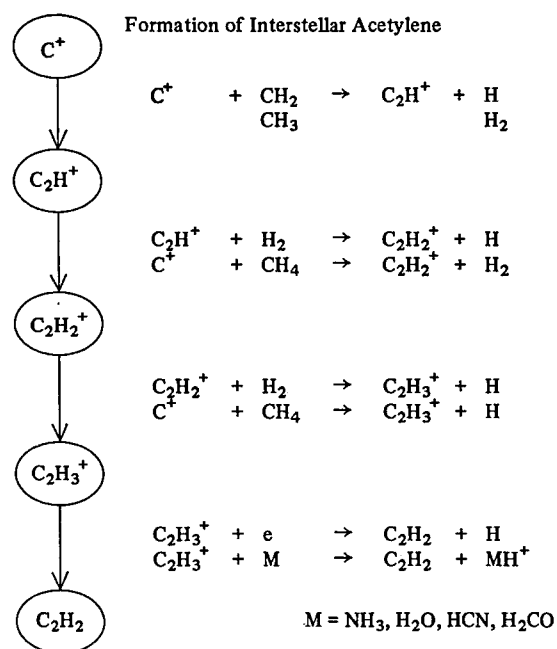 Formation of Interstellar Acetylene
C⁺
C⁺ + CH₂ → C₂H⁺ + H
CH₃ H₂
C₂H⁺
C₂H⁺ + H₂ → C₂H₂⁺ + H
C⁺ + CH₄ → C₂H₂⁺ + H₂
C₂H₂⁺
C₂H₂⁺ + H₂ → C₂H₃⁺ + H
C⁺ + CH₄ → C₂H₃⁺ + H
C₂H₃⁺
C₂H₃⁺ + e → C₂H₂ + H
C₂H₃⁺ + M → C₂H₂ + MH⁺
C₂H₂
M = NH₃, H₂O, HCN, H₂CO